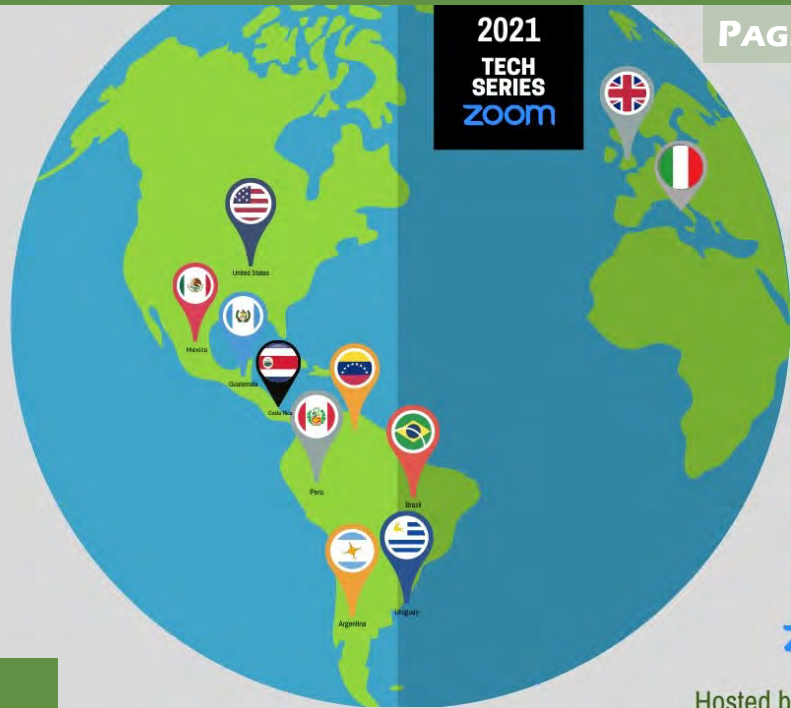 PAG
2021
TECH
SERIES
zoom
United States
Mexico
Guatemala
Costa Rica
Peru
Brazil
Uruguay
Argentina
Hosted b